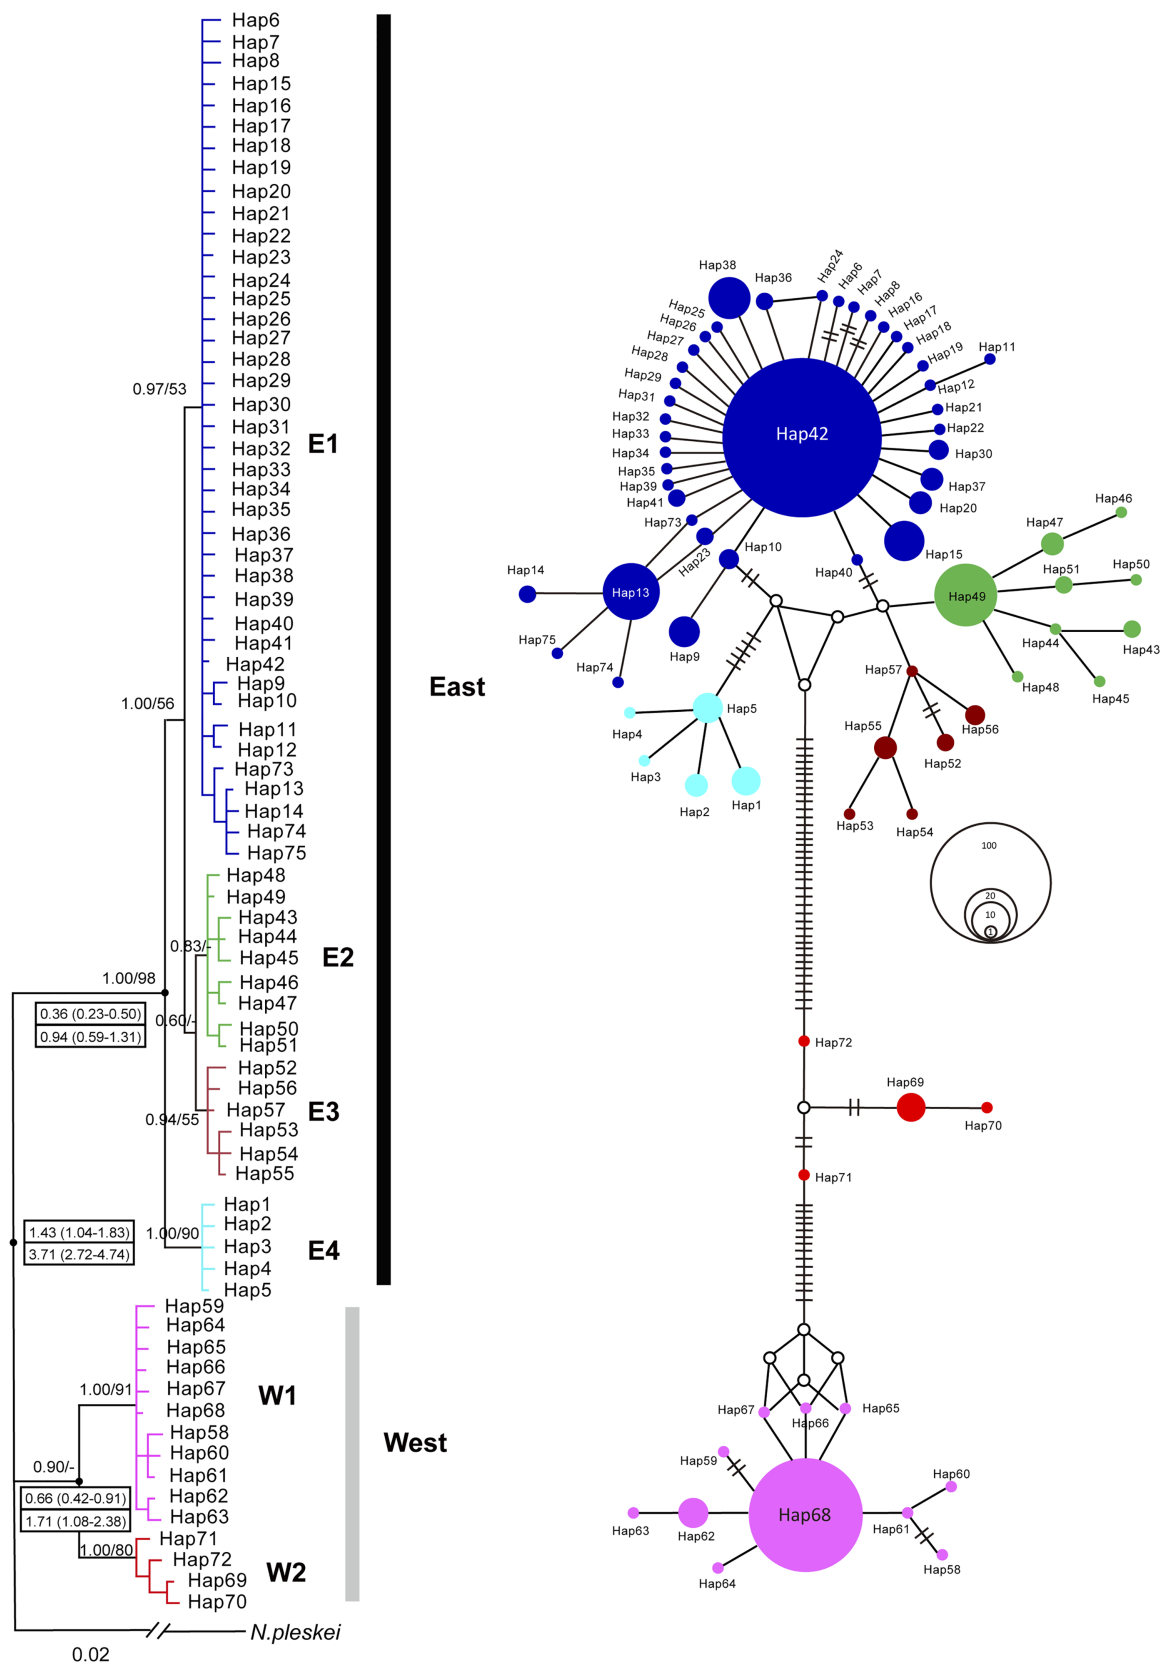 Hap6
Hap7
Hap8
Hap15
Hap16
Hap17
Hap18
Hap19
Hap20
Hap21
Hap22
Hap23
Hap24
Hap25
Hap26
Hap27
Hap28
Hap29
0.97/53
Hap30
Hap31
Hap32
E1
Hap33
Hap34
Hap35
Hap36
Hap37
Hap38
Hap39
Hap40
Hap41
Hap42
Hap9
1.00/56
Hap10
Hap11
Hap12
Hap73
Hap13
Hap14
Hap74
Hap75
Hap48
Hap49
Hap43
Hap44
0.83/-
Hap45
E2
1.00/98
Hap46
Hap47
0.36 (0.23-0.50)
0.94 (0.59-1.31)
0.60/-
Hap50
Hap51
Hap52
Hap56
Hap57
E3
0.94/55
Hap53
Hap54
Hap55
Hap1
Hap2
1.43 (1.04-1.83)
3.71 (2.72-4.74)
1.00/90
Hap3
E4
Hap4
Hap5
East
Hap59
Hap64
Hap65
Hap66
1.00/91
Hap67
W1
Hap68
Hap58
Hap60
0.90/-
Hap61
0.66 (0.42-0.91)
1.71 (1.08-2.38)
Hap62
Hap63
Hap71
1.00/80
Hap72
W2
Hap69
Hap70
West
N.pleskei
0.02
Hap38
Hap36
Hap24
Hap6
Hap7
Hap8
Hap16
Hap17
Hap18
Hap19
Hap11
Hap12
Hap21
Hap22
Hap30
Hap37
Hap20
Hap15
Hap25
Hap26
Hap27
Hap28
Hap29
Hap31
Hap32
Hap33
Hap34
Hap35
Hap39
Hap41
Hap42
Hap73
Hap23
Hap10
Hap40
Hap14
Hap13
Hap75
Hap74
Hap9
Hap46
Hap47
Hap51
Hap50
Hap49
Hap44
Hap43
Hap48
Hap45
Hap57
Hap5
Hap4
Hap3
Hap2
Hap1
Hap55
Hap56
Hap52
Hap53
Hap54
100
20
10
1
Hap72
Hap69
Hap70
Hap71
Hap67
Hap66
Hap65
Hap59
Hap60
Hap68
Hap63
Hap62
Hap61
Hap64
Hap58